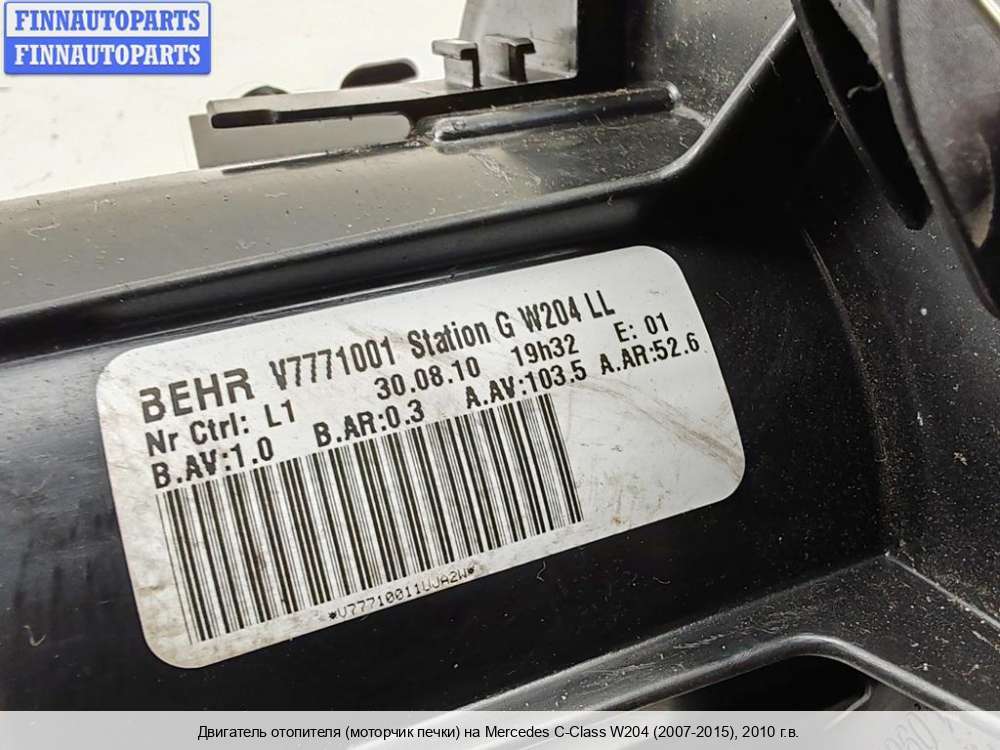 FINNAUTOPARTS
FINNAUTOPARTS
BEHR V7771001 Station G W204 LL
Nr Ctrl: L1 30.08.10 19h32 E: 01
B.AV:1.0 B.AR:0.3 A.AV:103.5 A.AR:52.6
Двигатель отопителя (моторчик печки) на Mercedes C-Class W204 (2007-2015), 2010 г.в.